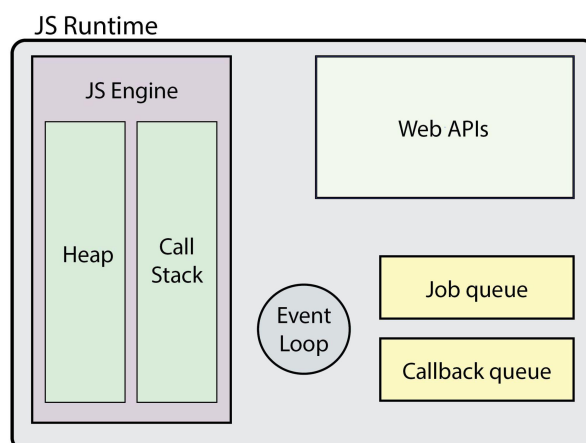 JS Runtime
JS Engine
Heap
Call
Stack
Web APIs
Event
Loop
Job queue
Callback queue